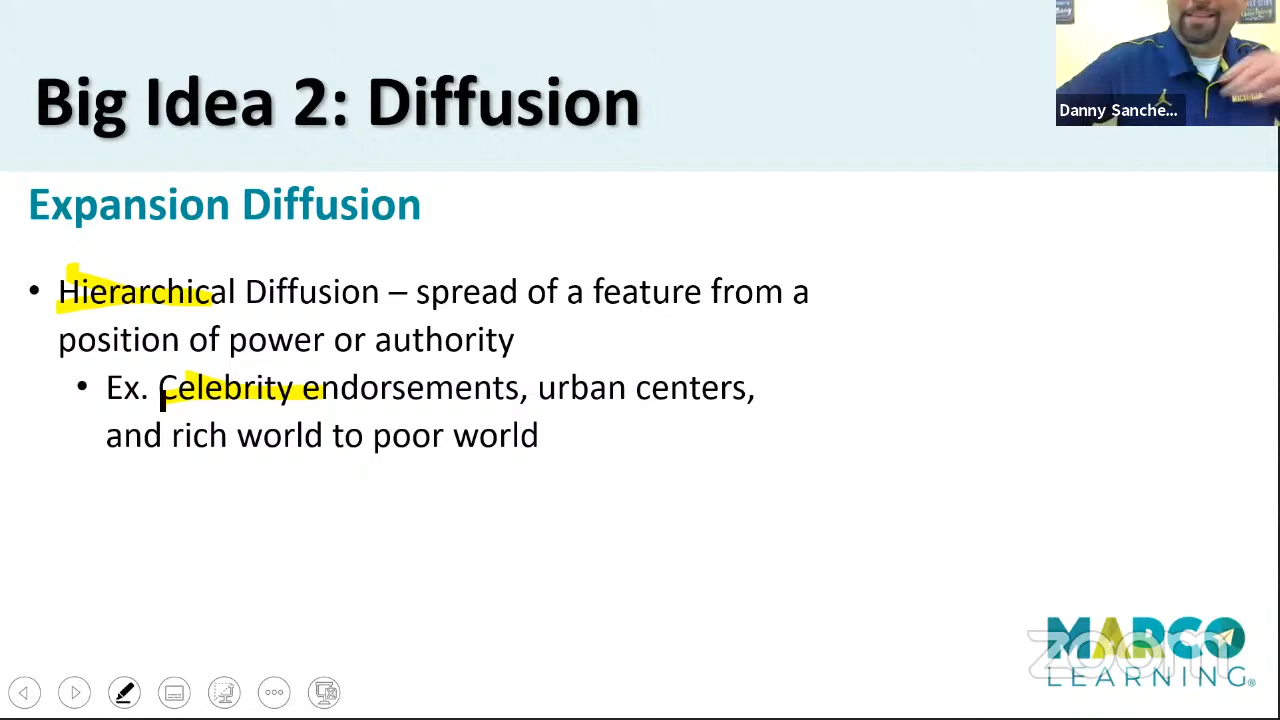 Big Idea 2: Diffusion
Danny Sanche...
Expansion Diffusion
• Hierarchical Diffusion – spread of a feature from a
position of power or authority
• Ex. Celebrity endorsements, urban centers,
and rich world to poor world
MARCO
zoom
LEARNING®